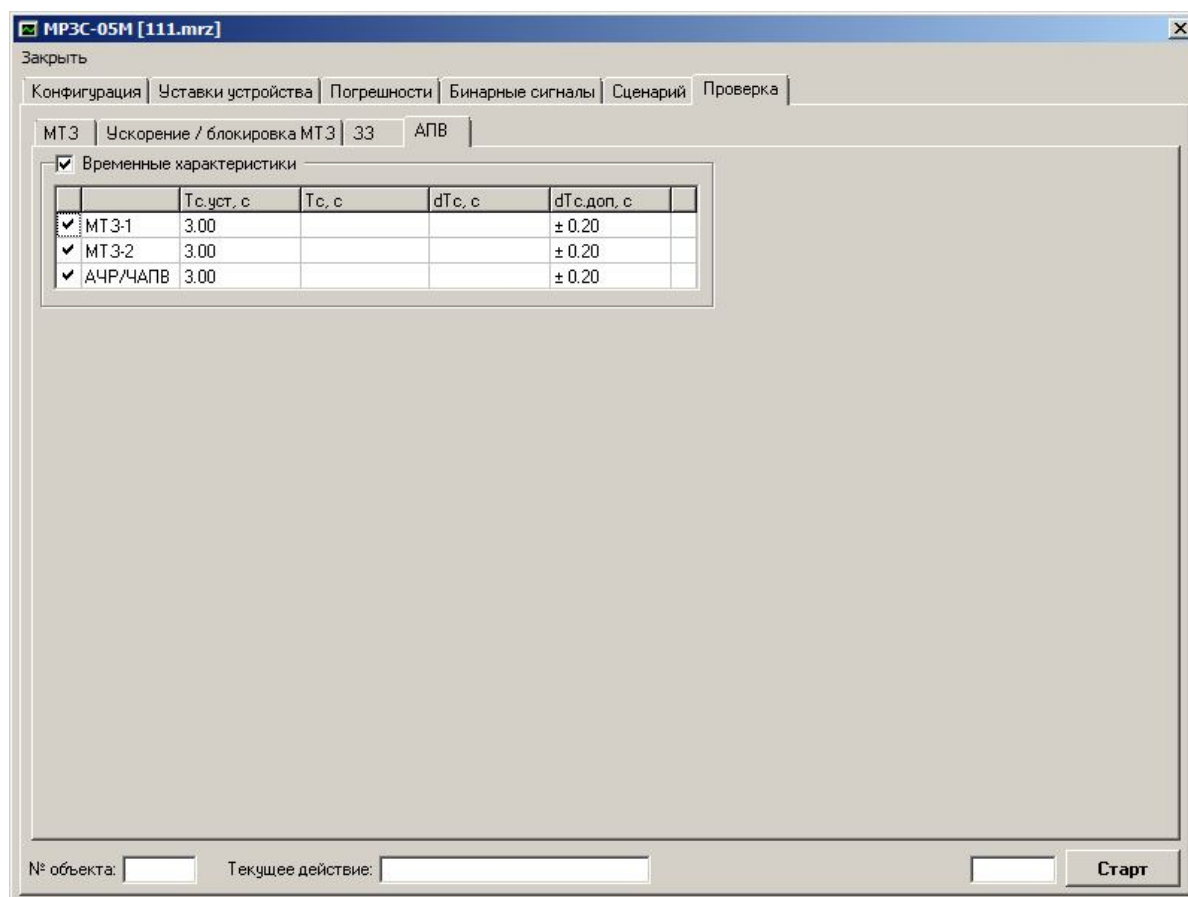 МРЗС-05М [111.mrz]
Закрыть
Конфигурация Уставки устройства Погрешности Бинарные сигналы Сценарий Проверка
МТЗ Ускорение / блокировка МТЗ ЗЗ АПВ
Временные характеристики
Тс.уст, с Тс, с dТс, с dТс.доп, с
МТЗ-1 3.00 ± 0.20
МТЗ-2 3.00 ± 0.20
АЧР/ЧАПВ 3.00 ± 0.20
№ объекта: Текущее действие: Старт